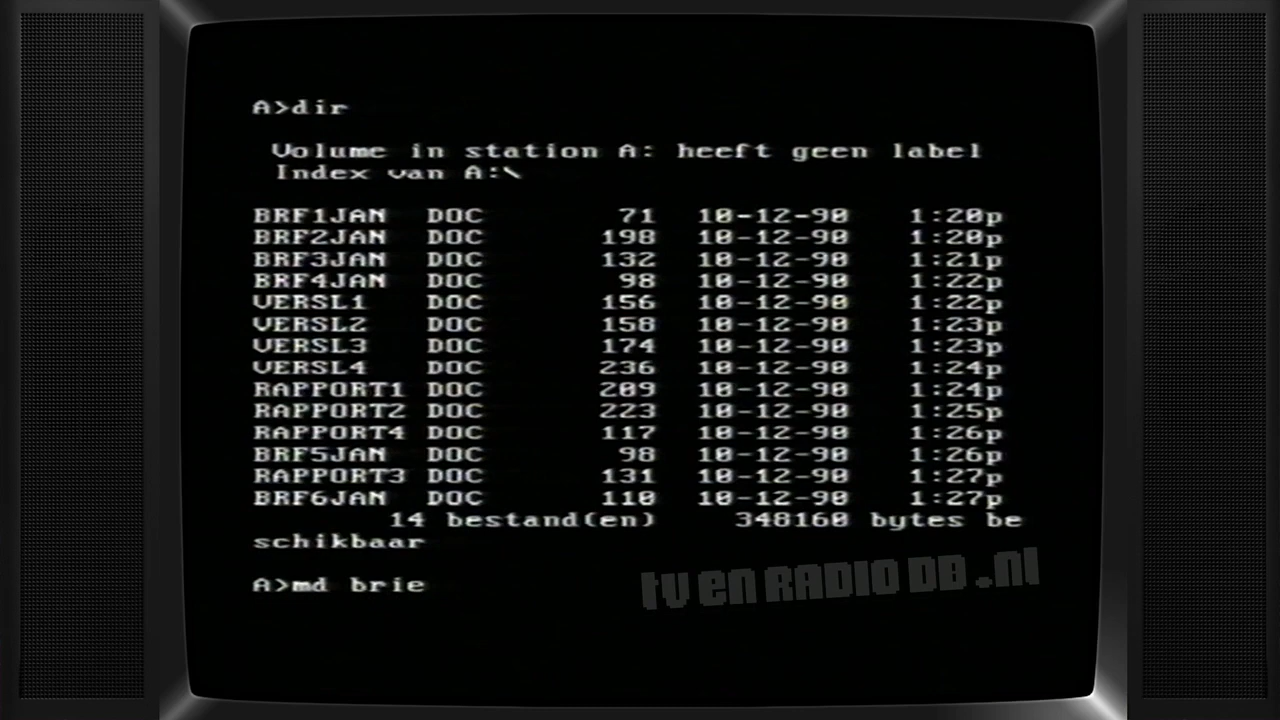 A>dir
Volume in station A: heeft geen label
Index van A:\
BRF1JAN DOC 71 10-12-90 1:20p
BRF2JAN DOC 198 10-12-90 1:20p
BRF3JAN DOC 132 10-12-90 1:21p
BRF4JAN DOC 98 10-12-90 1:22p
VERSL1 DOC 156 10-12-90 1:22p
VERSL2 DOC 158 10-12-90 1:23p
VERSL3 DOC 174 10-12-90 1:23p
VERSL4 DOC 236 10-12-90 1:24p
RAPPORT1 DOC 209 10-12-90 1:24p
RAPPORT2 DOC 223 10-12-90 1:25p
RAPPORT4 DOC 117 10-12-90 1:26p
BRF5JAN DOC 98 10-12-90 1:26p
RAPPORT3 DOC 131 10-12-90 1:27p
BRF6JAN DOC 110 10-12-90 1:27p
14 bestand(en) 348160 bytes be
schikbaar
A>md brie
tv en RADIO DB .nl